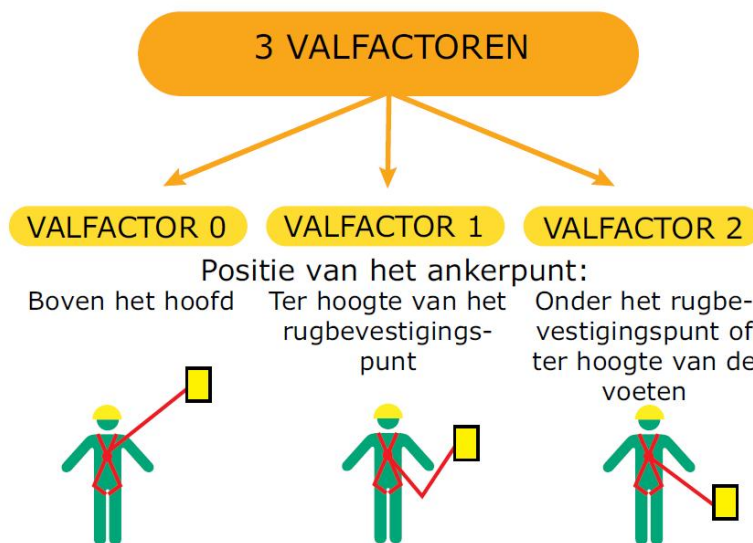 3 VALFACTOREN
VALFACTOR 0
VALFACTOR 1
VALFACTOR 2
Positie van het ankerpunt:
Boven het hoofd
Ter hoogte van het
rugbevestigings-
punt
Onder het rugbe-
vestigingspunt of
ter hoogte van de
voeten